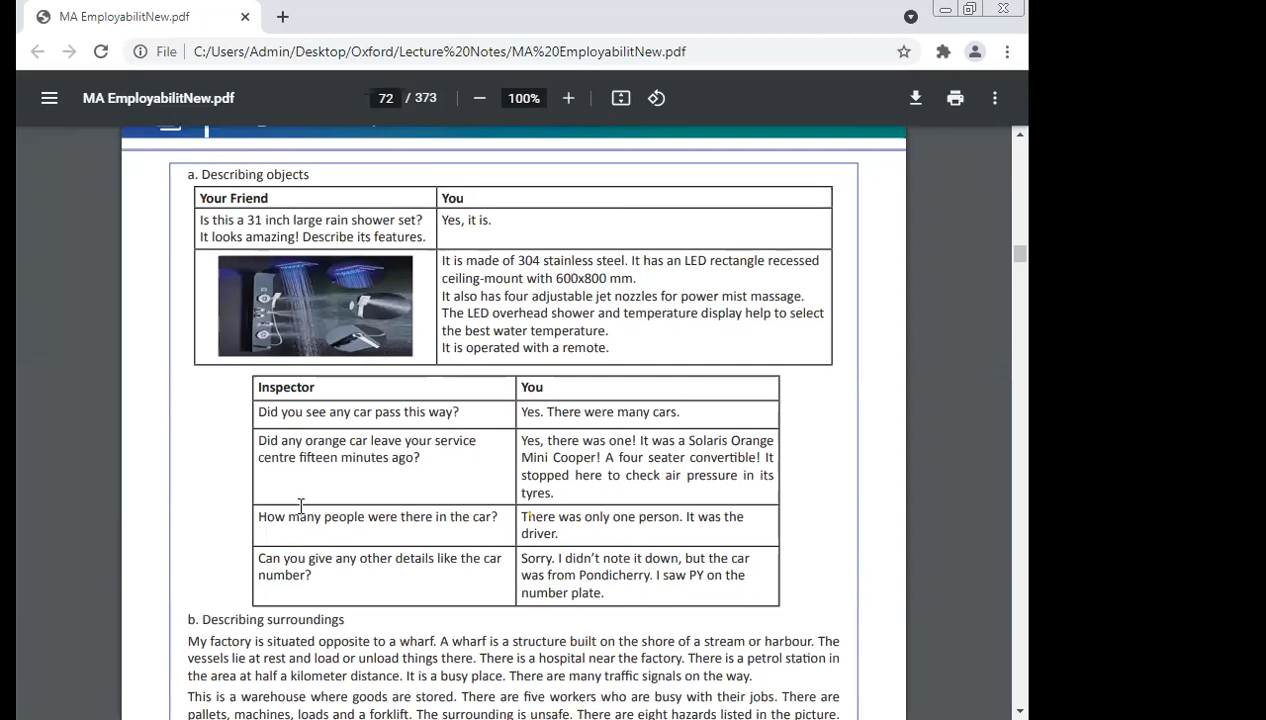 MA EmployabilitNew.pdf
File C:/Users/Admin/Desktop/Oxford/Lecture%20Notes/MA%20EmployabilitNew.pdf
MA EmployabilitNew.pdf 72 / 373 100%
a. Describing objects
Your Friend You
Is this a 31 inch large rain shower set? Yes, it is.
It looks amazing! Describe its features.
It is made of 304 stainless steel. It has an LED rectangle recessed
ceiling-mount with 600x800 mm.
It also has four adjustable jet nozzles for power mist massage.
The LED overhead shower and temperature display help to select
the best water temperature.
It is operated with a remote.
Inspector You
Did you see any car pass this way? Yes. There were many cars.
Did any orange car leave your service Yes, there was one! It was a Solaris Orange
centre fifteen minutes ago? Mini Cooper! A four seater convertible! It
stopped here to check air pressure in its
tyres.
How many people were there in the car? There was only one person. It was the
driver.
Can you give any other details like the car Sorry. I didn't note it down, but the car
number? was from Pondicherry. I saw PY on the
number plate.
b. Describing surroundings
My factory is situated opposite to a wharf. A wharf is a structure built on the shore of a stream or harbour. The
vessels lie at rest and load or unload things there. There is a hospital near the factory. There is a petrol station in
the area at half a kilometer distance. It is a busy place. There are many traffic signals on the way.
This is a warehouse where goods are stored. There are five workers who are busy with their jobs. There are
pallets, machines, loads and a forklift. The surrounding is unsafe. There are eight hazards listed in the picture.